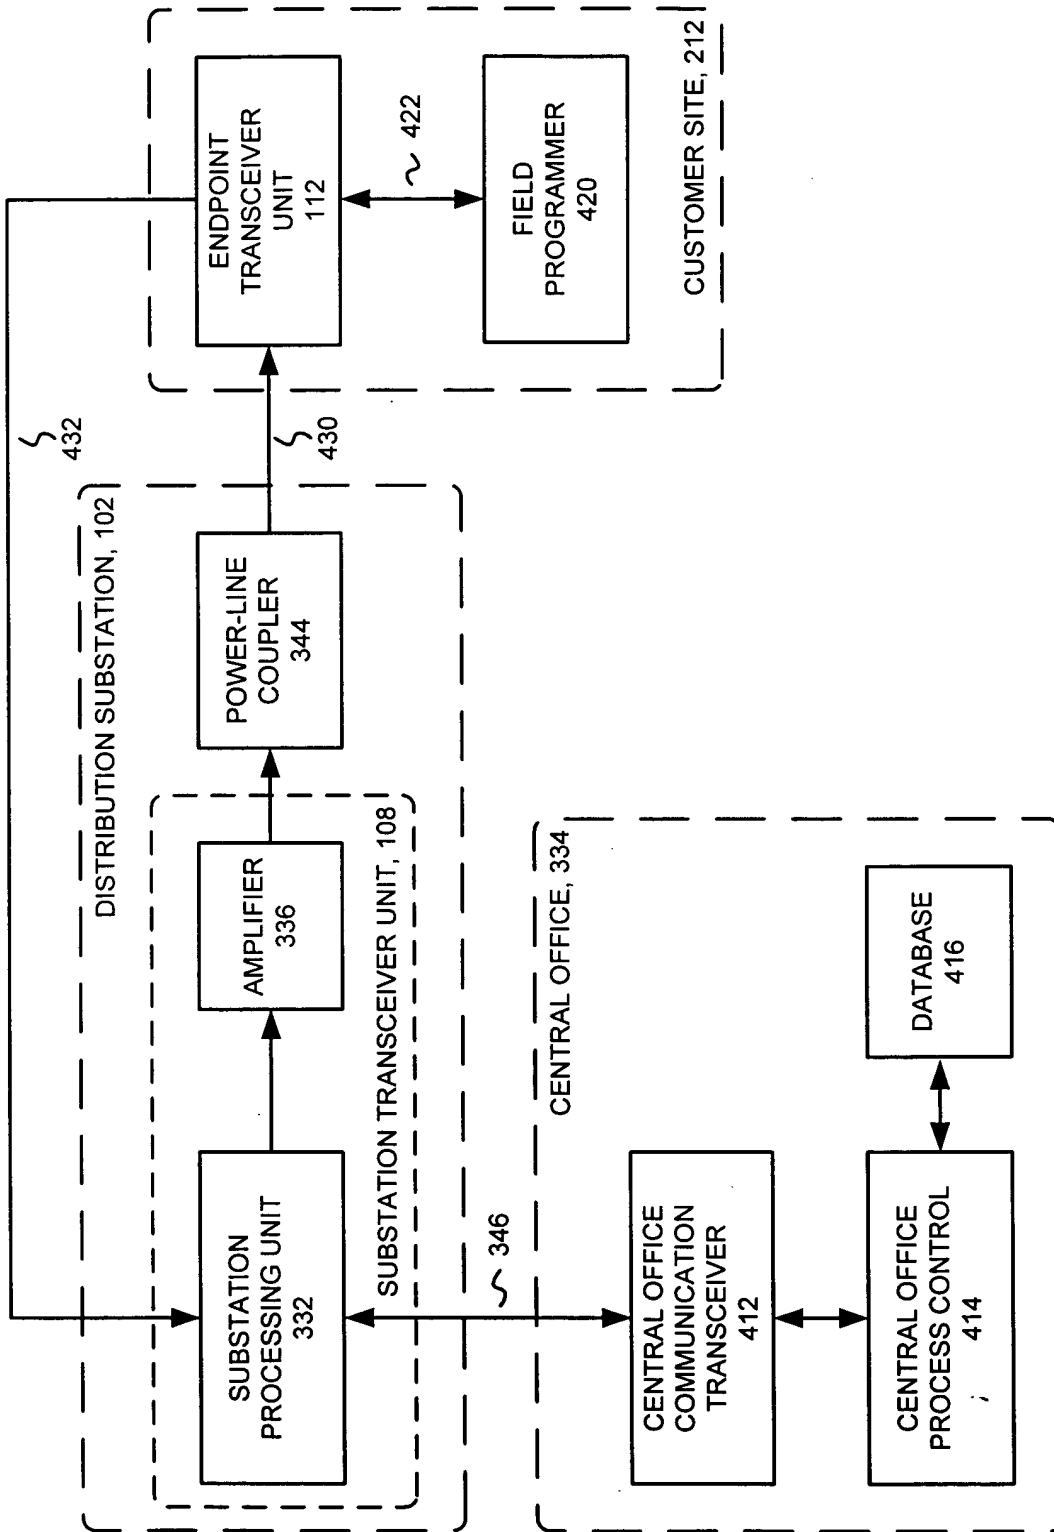 432
DISTRIBUTION SUBSTATION, 102
SUBSTATION
PROCESSING UNIT
332
AMPLIFIER
336
SUBSTATION TRANSCEIVER UNIT, 108
POWER-LINE
COUPLER
344
430
ENDPOINT
TRANSCEIVER
UNIT
112
422
FIELD
PROGRAMMER
420
CUSTOMER SITE, 212
346
CENTRAL OFFICE, 334
CENTRAL OFFICE
COMMUNICATION
TRANSCEIVER
412
CENTRAL OFFICE
PROCESS CONTROL
414
DATABASE
416